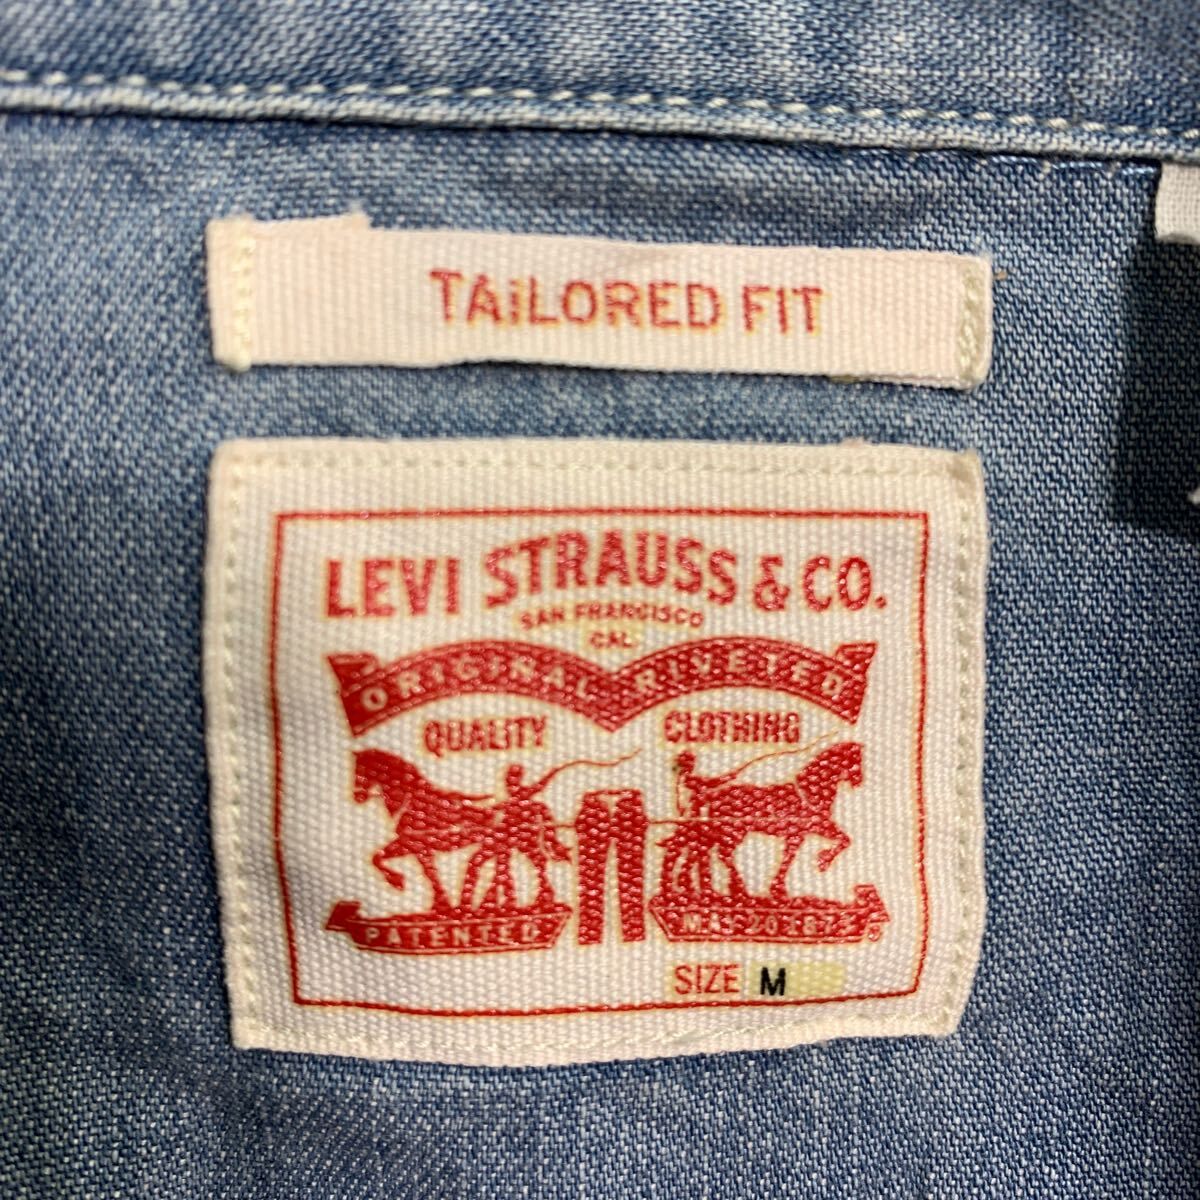 TAILORED FIT
LEVI STRAUSS & CO.
SAN FRANCISCO
CAL.
ORIGINAL RIVETED
QUALITY CLOTHING
PATENTED MAY 20 1873
SIZE M